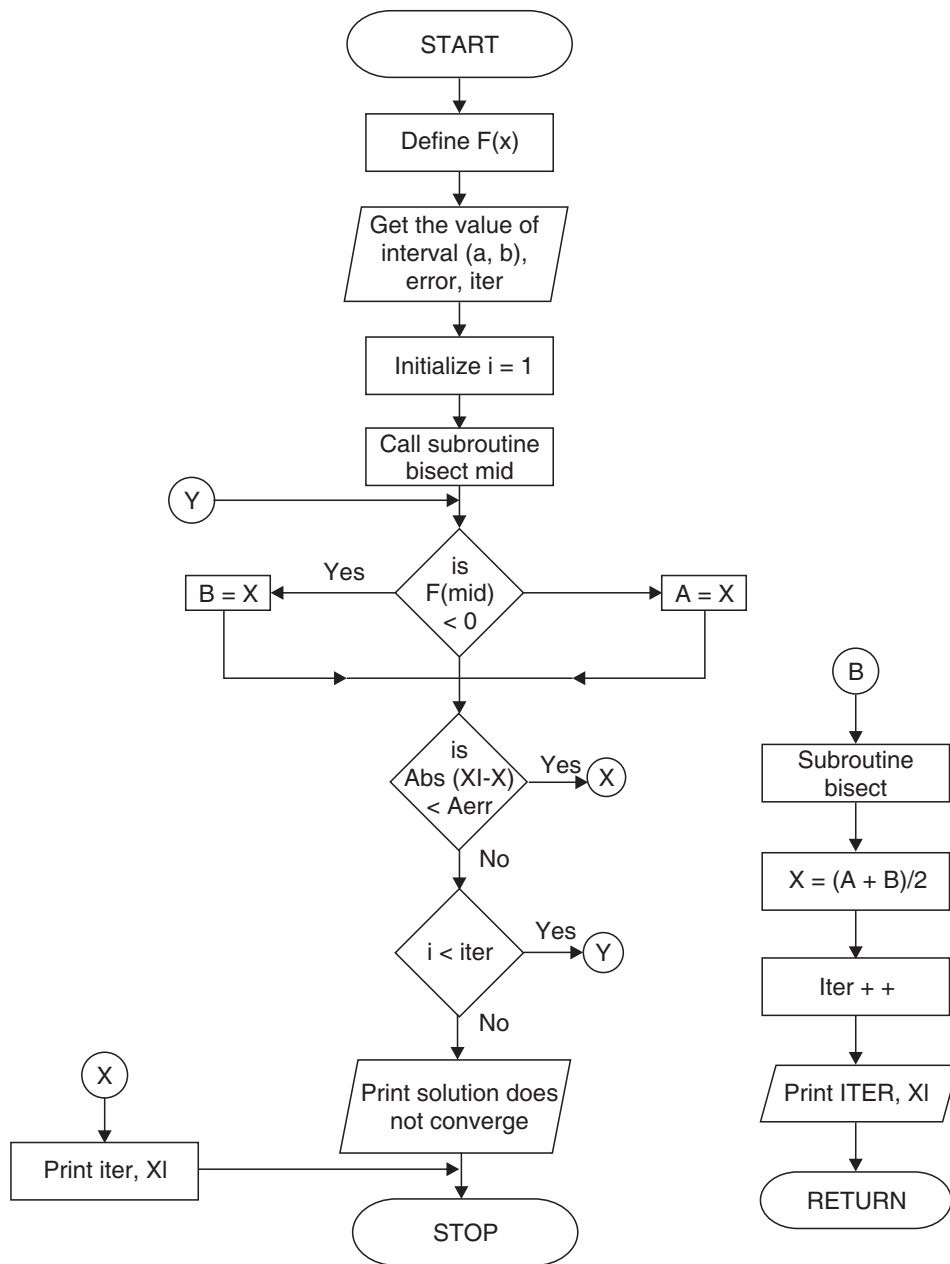 START
Define F(x)
Get the value of
interval (a, b),
error, iter
Initialize i = 1
Call subroutine
bisect mid
Y
is
F(mid)
< 0
Yes
B = X
A = X
is
Abs (XI-X)
< Aerr
Yes
X
No
i < iter
Yes
Y
No
Print solution does
not converge
X
Print iter, XI
STOP
B
Subroutine
bisect
X = (A + B)/2
Iter + +
Print ITER, XI
RETURN